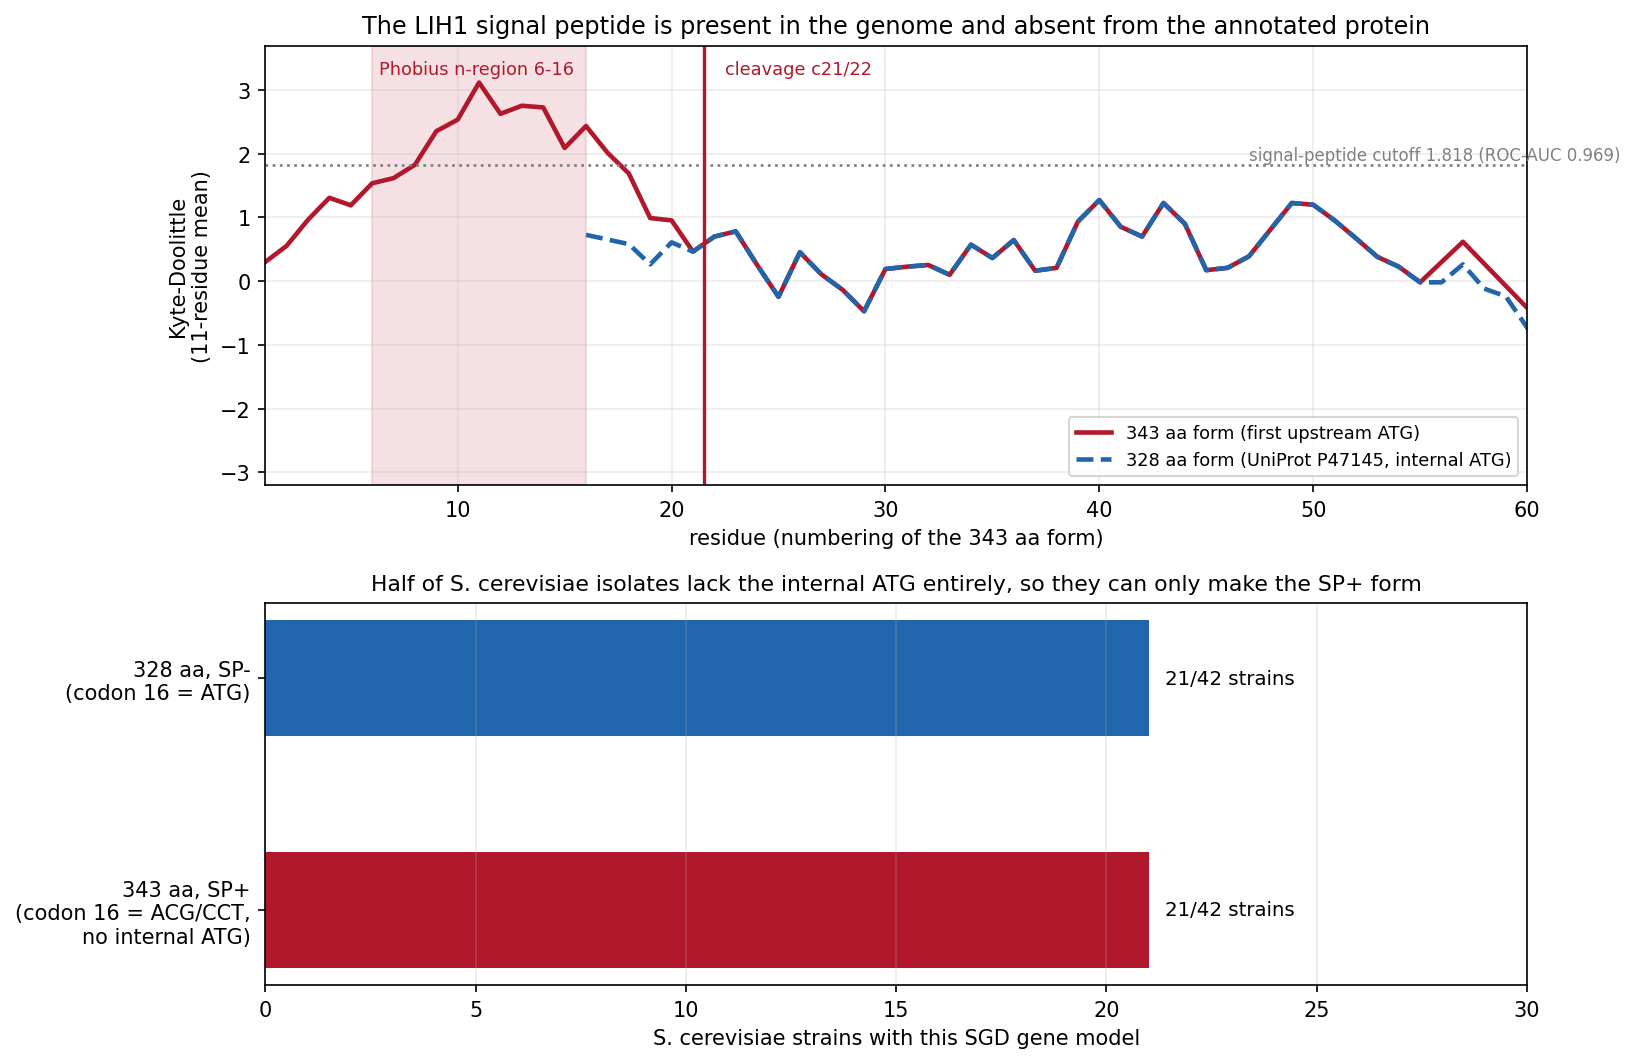 The LIH1 signal peptide is present in the genome and absent from the annotated protein
Phobius n-region 6-16
cleavage c21/22
signal-peptide cutoff 1.818 (ROC-AUC 0.969)
Kyte-Doolittle
(11-residue mean)
3
2
1
0
−1
−2
−3
343 aa form (first upstream ATG)
328 aa form (UniProt P47145, internal ATG)
10
20
30
40
50
60
residue (numbering of the 343 aa form)
Half of S. cerevisiae isolates lack the internal ATG entirely, so they can only make the SP+ form
328 aa, SP-
(codon 16 = ATG)
21/42 strains
343 aa, SP+
(codon 16 = ACG/CCT,
no internal ATG)
21/42 strains
0
5
10
15
20
25
30
S. cerevisiae strains with this SGD gene model